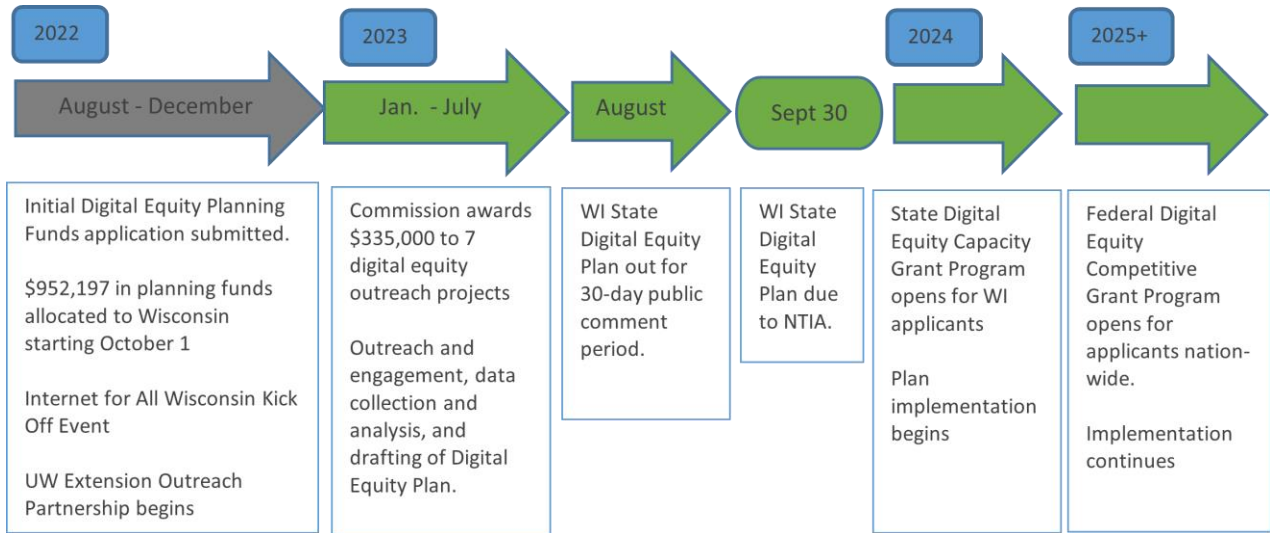 2022
August - December
Initial Digital Equity Planning
Funds application submitted.
$952,197 in planning funds
allocated to Wisconsin
starting October 1
Internet for All Wisconsin Kick
Off Event
UW Extension Outreach
Partnership begins
2023
Jan. - July
Commission awards
$335,000 to 7
digital equity
outreach projects
Outreach and
engagement, data
collection and
analysis, and
drafting of Digital
Equity Plan.
August
WI State
Digital Equity
Plan out for
30-day public
comment
period.
Sept 30
WI State
Digital
Equity
Plan due
to NTIA.
2024
State Digital
Equity Capacity
Grant Program
opens for WI
applicants
Plan
implementation
begins
2025+
Federal Digital
Equity
Competitive
Grant Program
opens for
applicants nation-
wide.
Implementation
continues